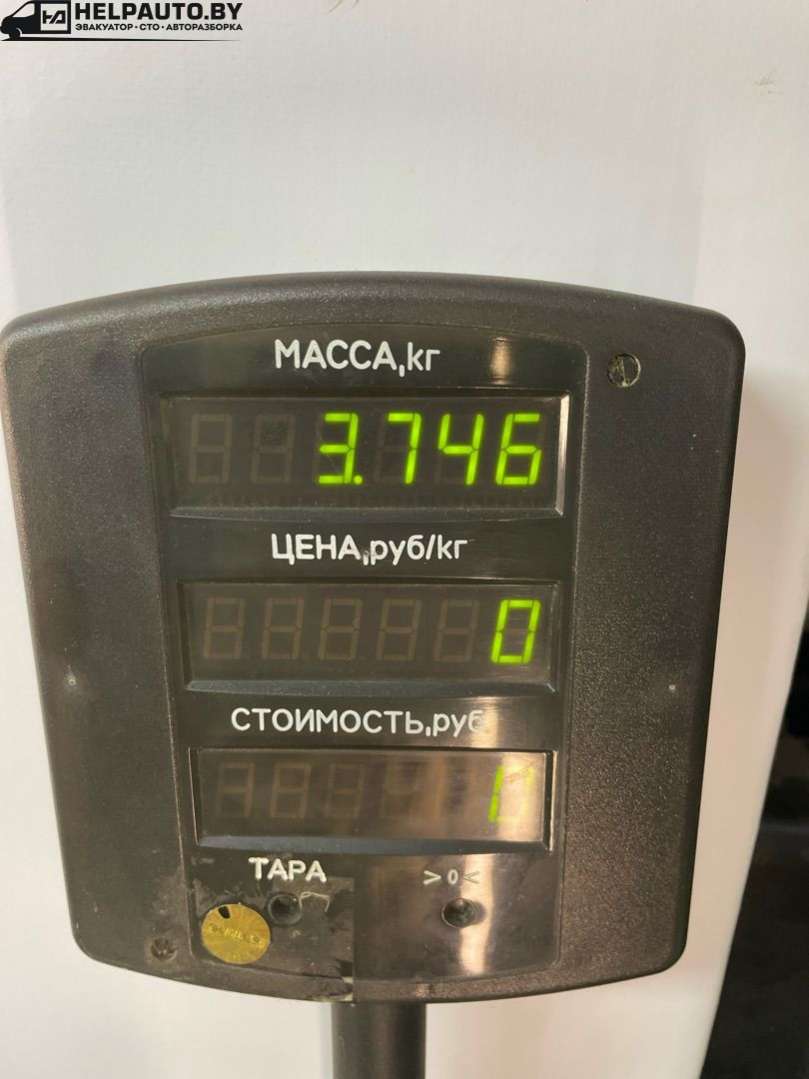 HELPAUTO.BY
ЭВАКУАТОР•СТО•АВТОРАЗБОРКА
МАССА,кг
3.746
ЦЕНА,руб/кг
0
СТОИМОСТЬ,руб
0
ТАРА >0<